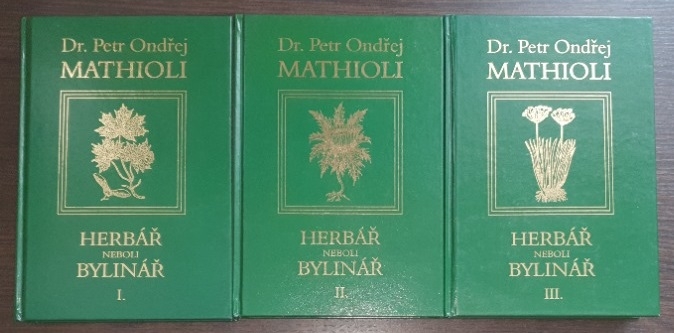 Dr. Petr Ondřej
MATHIOLI
HERBÁŘ
NEBOLI
BYLINÁŘ
I.
Dr. Petr Ondřej
MATHIOLI
HERBÁŘ
NEBOLI
BYLINÁŘ
II.
Dr. Petr Ondřej
MATHIOLI
HERBÁŘ
NEBOLI
BYLINÁŘ
III.